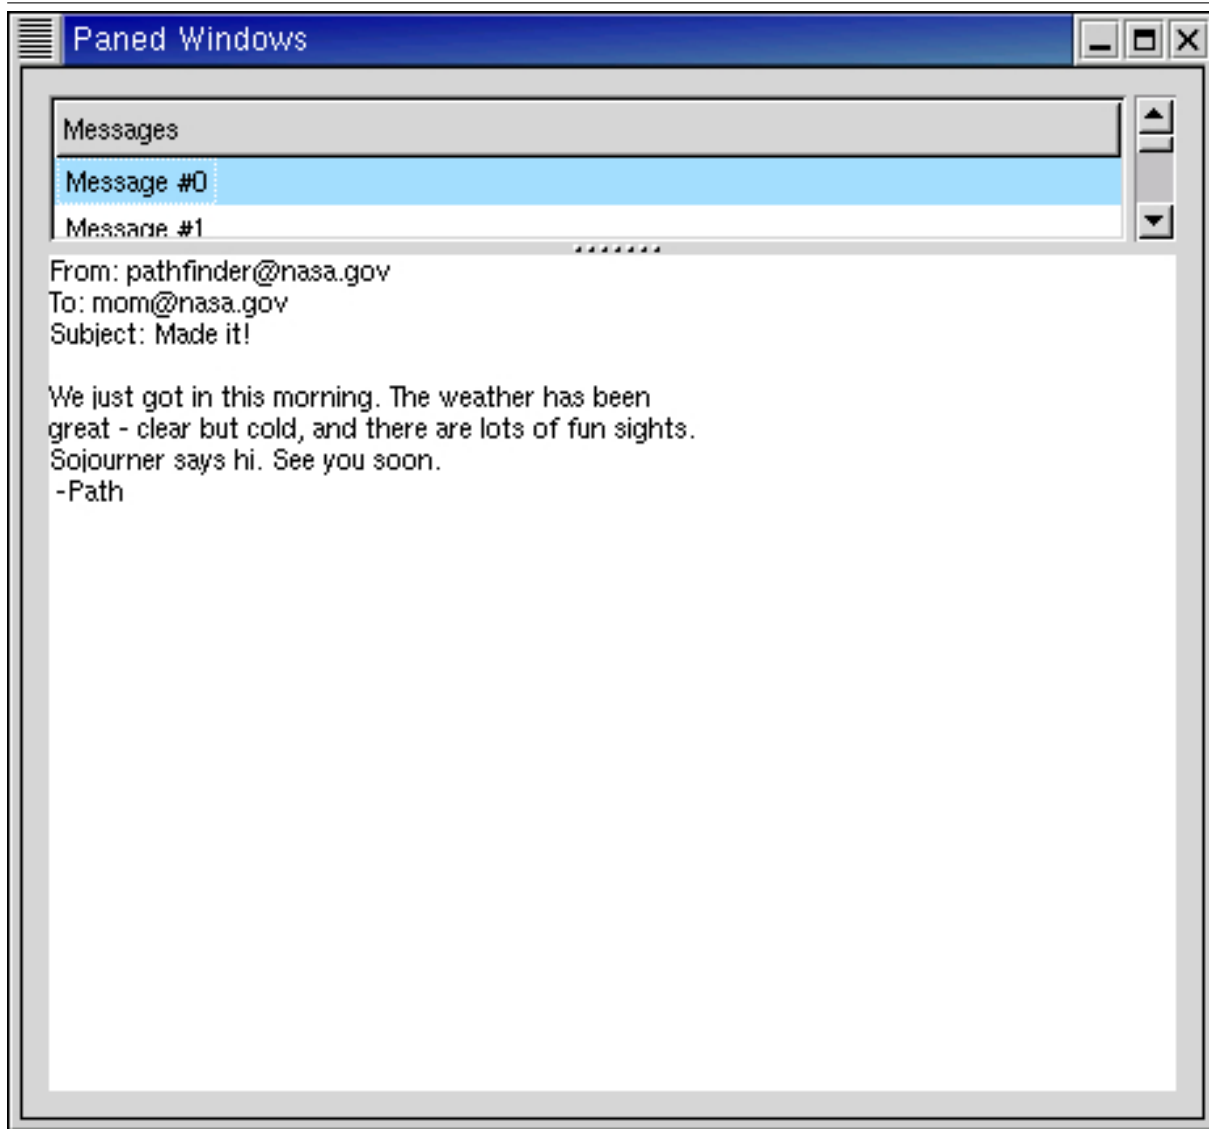 Paned Windows
Messages
Message #0
Message #1
From: pathfinder@nasa.gov
To: mom@nasa.gov
Subject: Made it!
We just got in this morning. The weather has been
great - clear but cold, and there are lots of fun sights.
Sojourner says hi. See you soon.
-Path